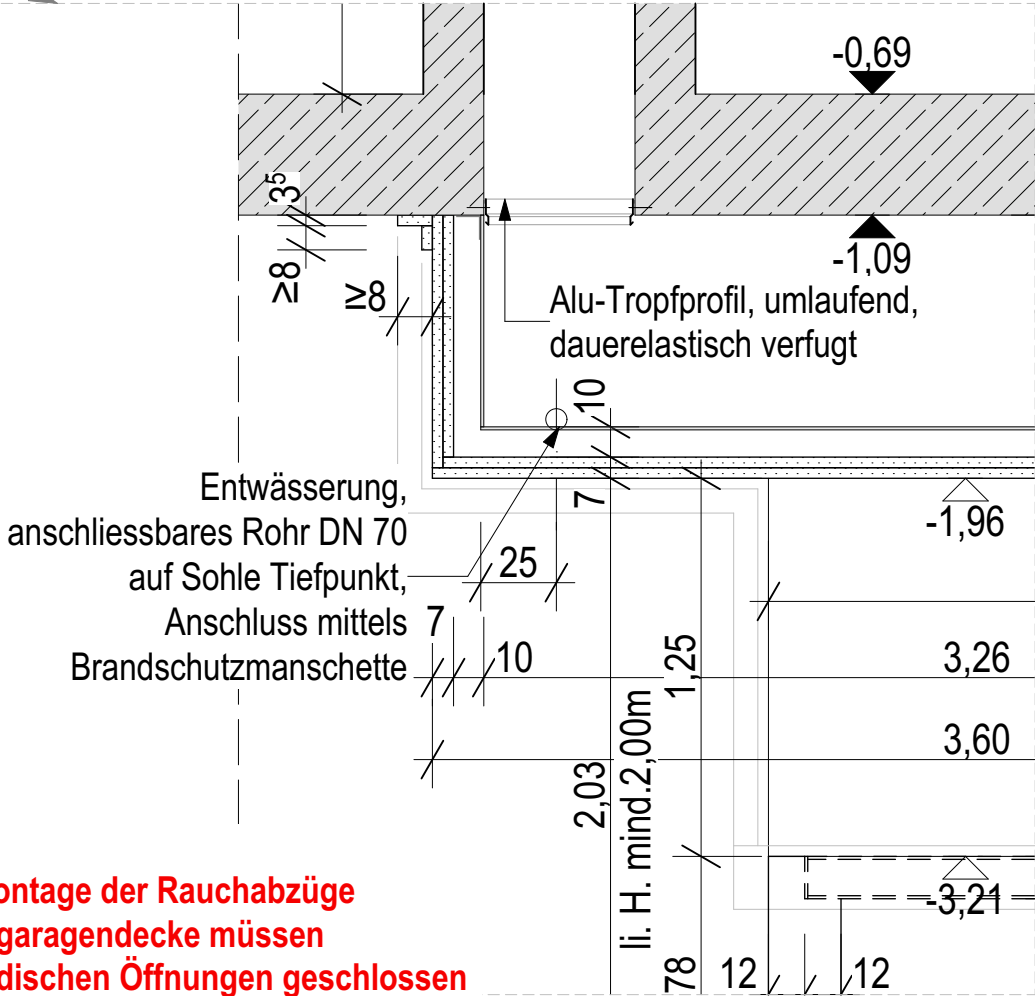 -0,69
3⁵
≥8
≥8
-1,09
Alu-Tropfprofil, umlaufend,
dauerelastisch verfugt
10
Entwässerung,
anschliessbares Rohr DN 70
auf Sohle Tiefpunkt,
Anschluss mittels
Brandschutzmanschette
7
-1,96
25
7
10
1,25
3,26
3,60
2,03
li. H. mind.2,00m
ontage der Rauchabzüge
garagendecke müssen
dischen Öffnungen geschlossen
-3,21
78
12
12